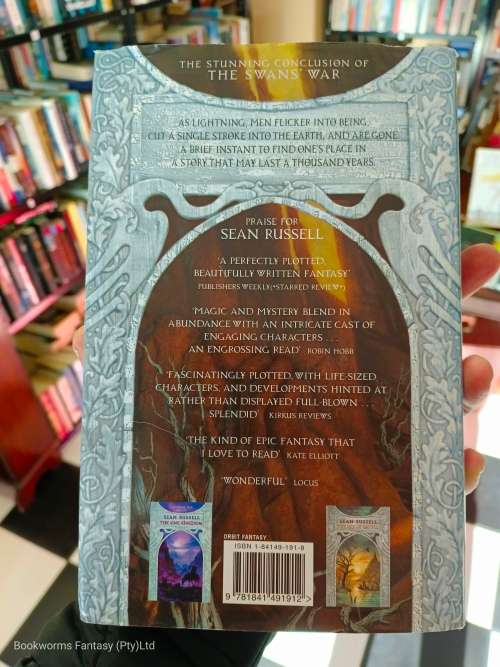 THE STUNNING CONCLUSION OF
THE SWANS' WAR
AS LIGHTNING, MEN FLICKER INTO BEING,
CUT A SINGLE STROKE INTO THE EARTH, AND ARE GONE.
A BRIEF INSTANT TO FIND ONE'S PLACE IN
A STORY THAT MAY LAST A THOUSAND YEARS.
PRAISE FOR
SEAN RUSSELL
'A PERFECTLY PLOTTED,
BEAUTIFULLY WRITTEN FANTASY'
PUBLISHERS WEEKLY (*STARRED REVIEW*)
'MAGIC AND MYSTERY BLEND IN
ABUNDANCE WITH AN INTRICATE CAST OF
ENGAGING CHARACTERS . . .
AN ENGROSSING READ' ROBIN HOBB
'FASCINATINGLY PLOTTED, WITH LIFE-SIZED
CHARACTERS, AND DEVELOPMENTS HINTED AT
RATHER THAN DISPLAYED FULL-BLOWN . . .
SPLENDID' KIRKUS REVIEWS
'THE KIND OF EPIC FANTASY THAT
I LOVE TO READ' KATE ELLIOTT
'WONDERFUL' LOCUS
SEAN RUSSELL
THE ONE KINGDOM
SEAN RUSSELL
ORBIT FANTASY
ISBN 1-84149-191-8
9 781841 491912 >
Bookworms Fantasy (Pty)Ltd